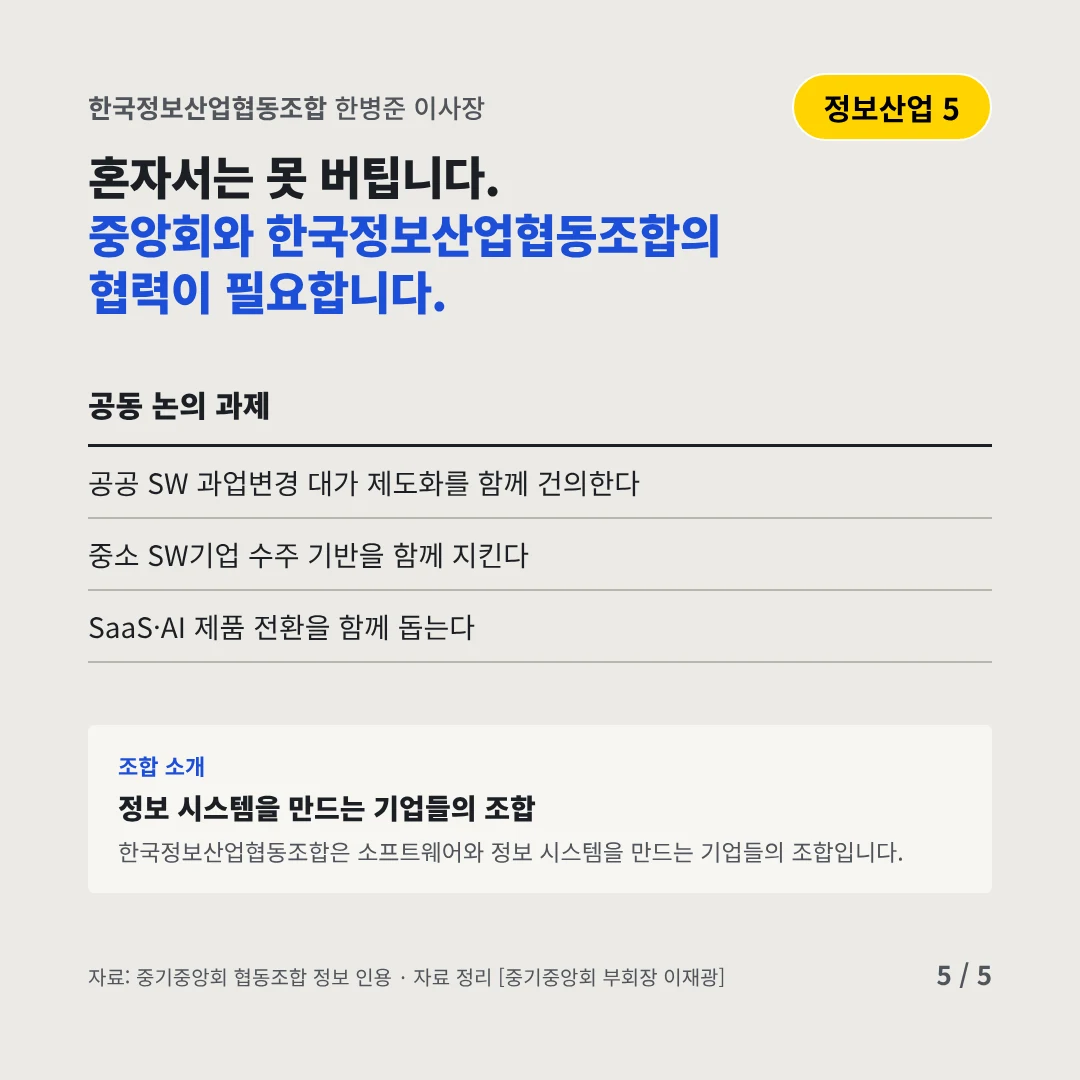 한국정보산업협동조합 한병준 이사장
정보산업 5
혼자서는 못 버팁니다.
중앙회와 한국정보산업협동조합의
협력이 필요합니다.
공동 논의 과제
공공 SW 과업변경 대가 제도화를 함께 건의한다
중소 SW기업 수주 기반을 함께 지킨다
SaaS·AI 제품 전환을 함께 돕는다
조합 소개
정보 시스템을 만드는 기업들의 조합
한국정보산업협동조합은 소프트웨어와 정보 시스템을 만드는 기업들의 조합입니다.
자료: 중기중앙회 협동조합 정보 인용 · 자료 정리 [중기중앙회 부회장 이재광]
5 / 5